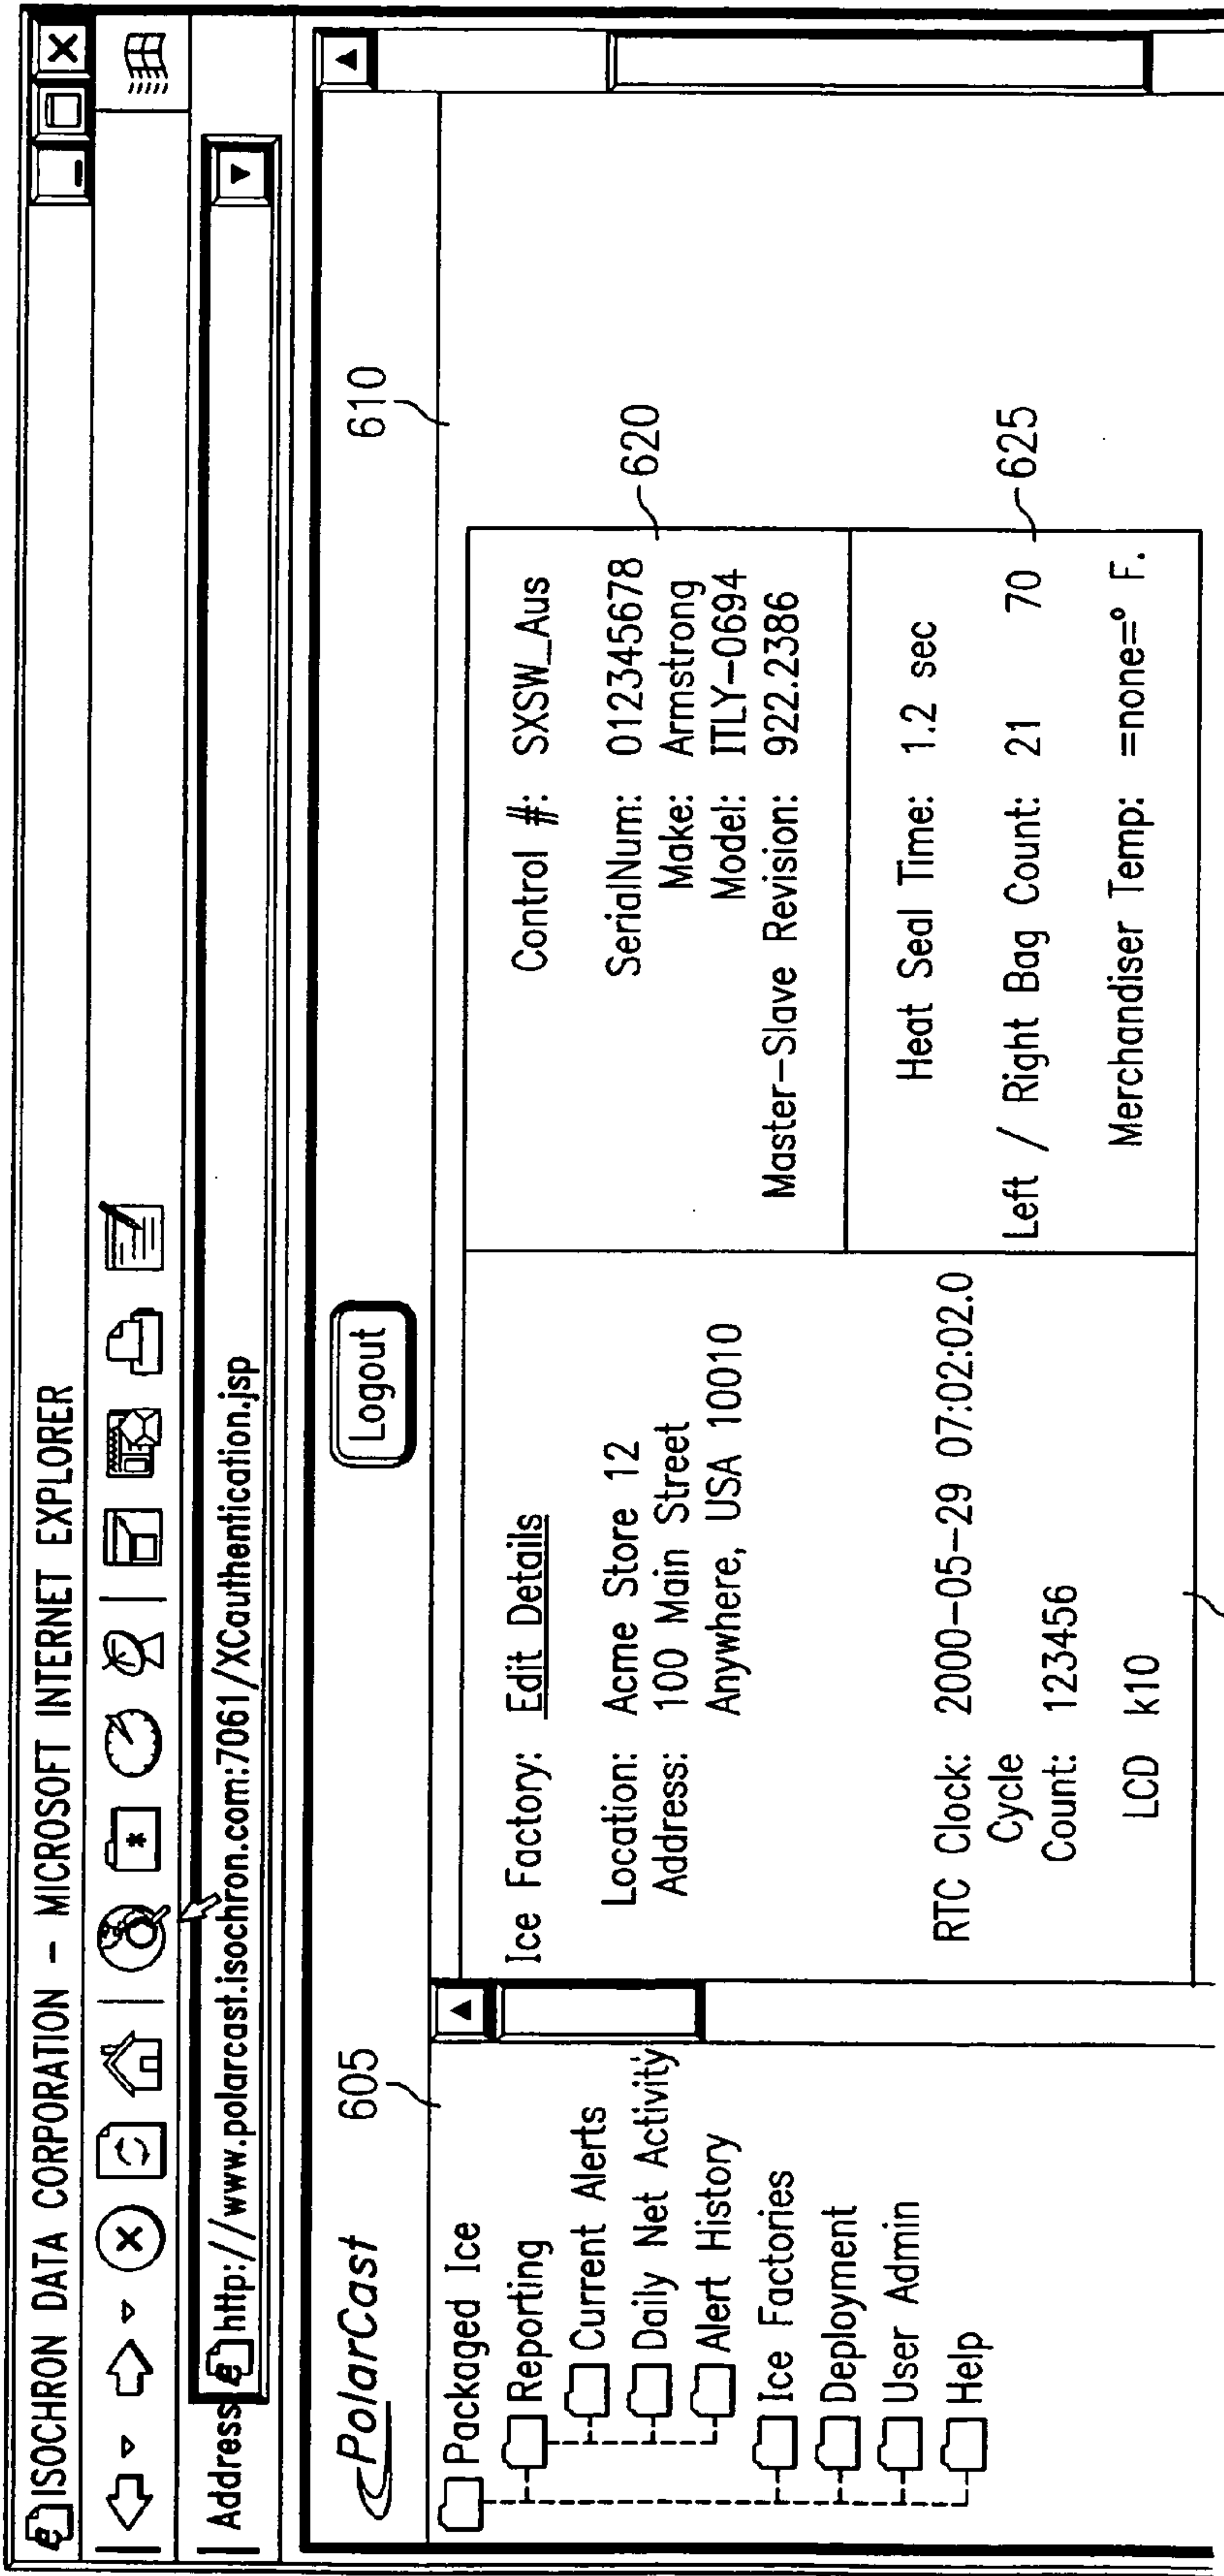 ISOCHRON DATA CORPORATION - MICROSOFT INTERNET EXPLORER
Address http://www.polarcast.isochron.com:7061/XCauthentication.jsp
PolarCast
Logout
605
610
Packaged Ice
Reporting
Current Alerts
Daily Net Activity
Alert History
Ice Factories
Deployment
User Admin
Help
Ice Factory: Edit Details
Location: Acme Store 12
Address: 100 Main Street
Anywhere, USA 10010
RTC Clock: 2000-05-29 07:02:02.0
Cycle
Count: 123456
LCD k10
Control #: SXSW_Aus
SerialNum: 012345678
Make: Armstrong
Model: ITLY-0694
Master-Slave Revision: 922.2386
620
Heat Seal Time: 1.2 sec
Left / Right Bag Count: 21 70
Merchandiser Temp: =none=° F.
625